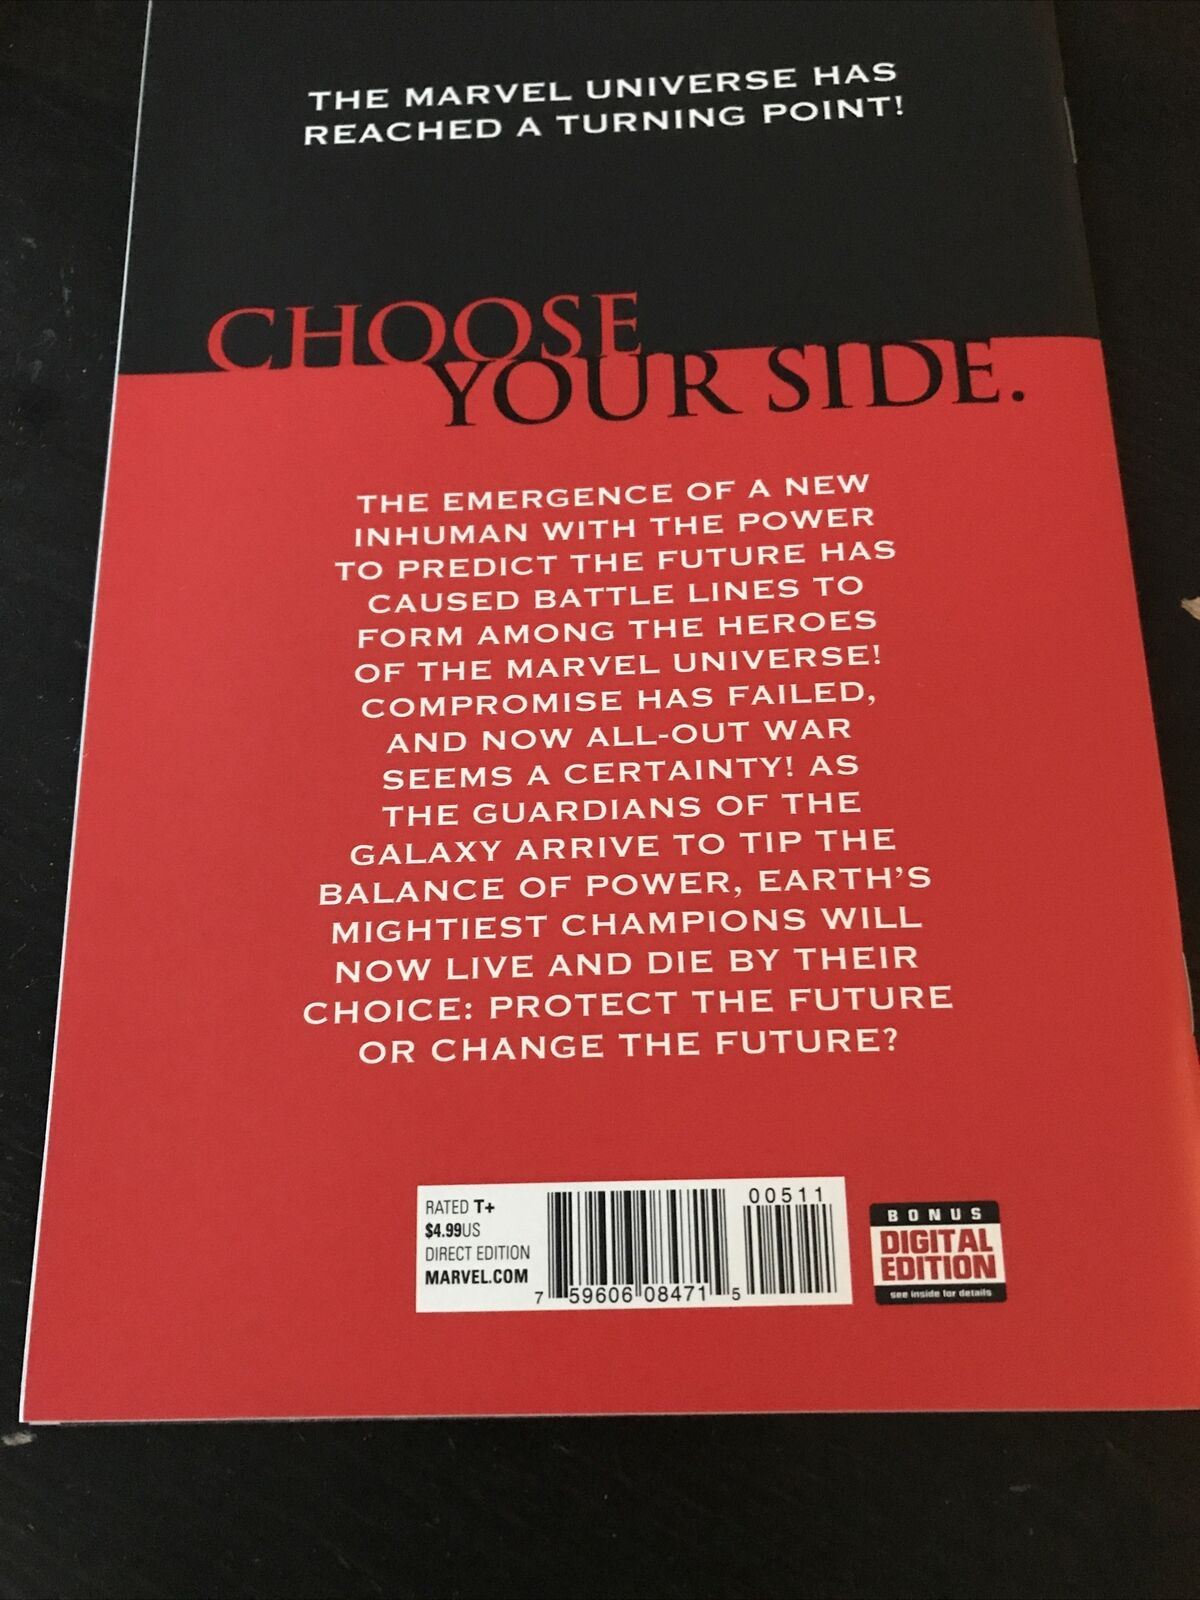 THE MARVEL UNIVERSE HAS
REACHED A TURNING POINT!
CHOOSE
YOUR SIDE.
THE EMERGENCE OF A NEW
INHUMAN WITH THE POWER
TO PREDICT THE FUTURE HAS
CAUSED BATTLE LINES TO
FORM AMONG THE HEROES
OF THE MARVEL UNIVERSE!
COMPROMISE HAS FAILED,
AND NOW ALL-OUT WAR
SEEMS A CERTAINTY! AS
THE GUARDIANS OF THE
GALAXY ARRIVE TO TIP THE
BALANCE OF POWER, EARTH'S
MIGHTIEST CHAMPIONS WILL
NOW LIVE AND DIE BY THEIR
CHOICE: PROTECT THE FUTURE
OR CHANGE THE FUTURE?
RATED T+
$4.99US
DIRECT EDITION
MARVEL.COM
00511
7 59606 08471 5
BONUS
DIGITAL
EDITION
see inside for details